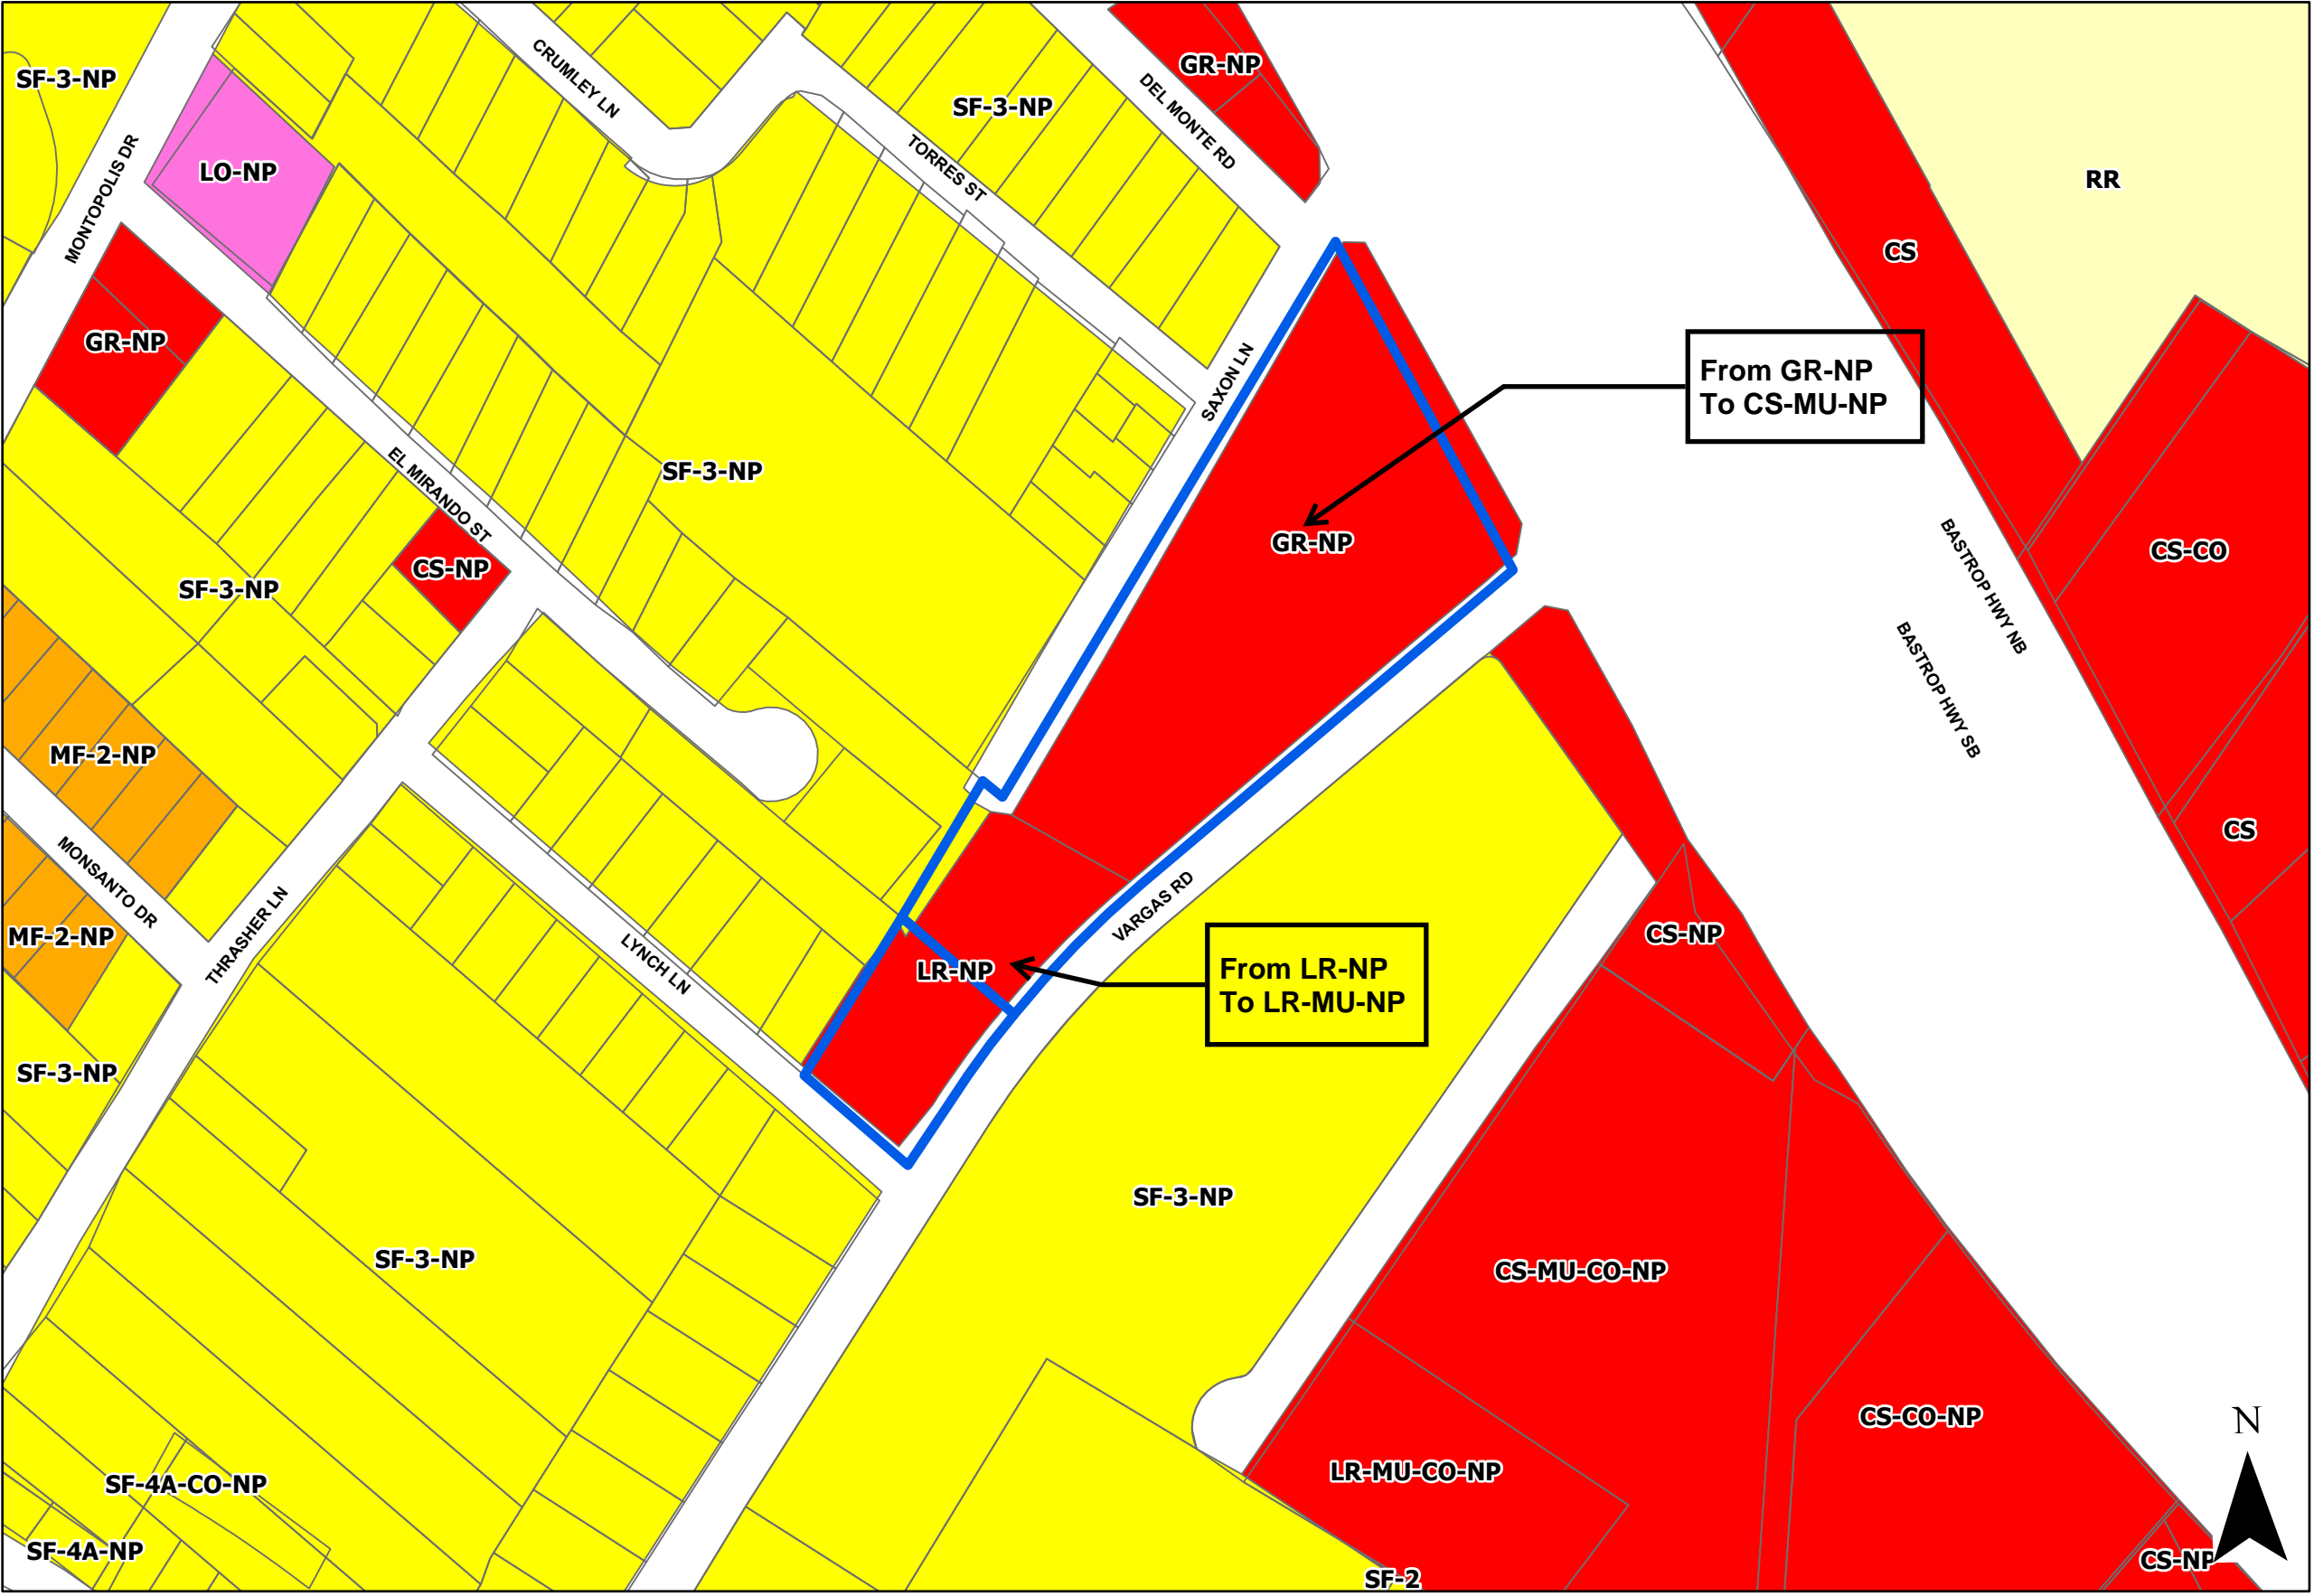 SF-3-NP
CRUMLEY LN
GR-NP
DEL MONTE RD
SF-3-NP
MONTOPOLIS DR
LO-NP
TORRES ST
RR
CS
GR-NP
SAXON LN
From GR-NP
To CS-MU-NP
EL MIRANDO ST
SF-3-NP
GR-NP
CS-NP
SF-3-NP
BASTROP HWY NB
CS-CO
BASTROP HWY SB
MF-2-NP
CS
MONSANTO DR
THRASHER LN
MF-2-NP
LYNCH LN
VARGAS RD
LR-NP
From LR-NP
To LR-MU-NP
CS-NP
SF-3-NP
SF-3-NP
SF-3-NP
CS-MU-CO-NP
CS-CO-NP
N
LR-MU-CO-NP
SF-4A-CO-NP
SF-4A-NP
SF-2
CS-NP